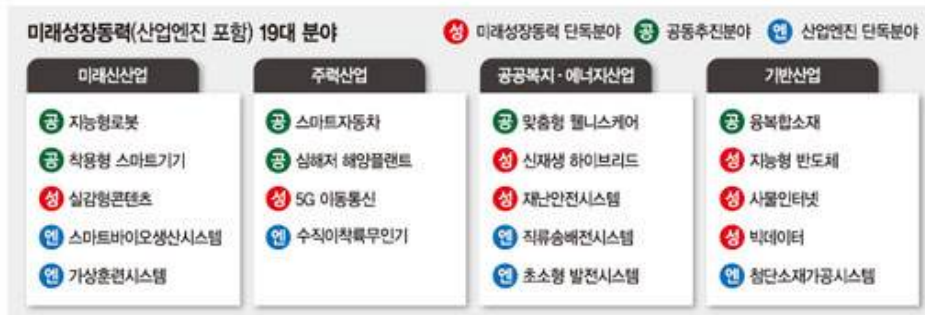 미래성장동력(산업엔진 포함) 19대 분야
성 미래성장동력 단독분야 공 공동추진분야 엔 산업엔진 단독분야
미래신산업
공 지능형로봇
공 착용형 스마트기기
성 실감형콘텐츠
엔 스마트바이오생산시스템
엔 가상훈련시스템
주력산업
공 스마트자동차
공 심해저 해양플랜트
성 5G 이동통신
엔 수직이착륙무인기
공공복지·에너지산업
공 맞춤형 웰니스케어
성 신재생 하이브리드
성 재난안전시스템
엔 직류송배전시스템
엔 초소형 발전시스템
기반산업
공 융복합소재
성 지능형 반도체
성 사물인터넷
성 빅데이터
엔 첨단소재가공시스템